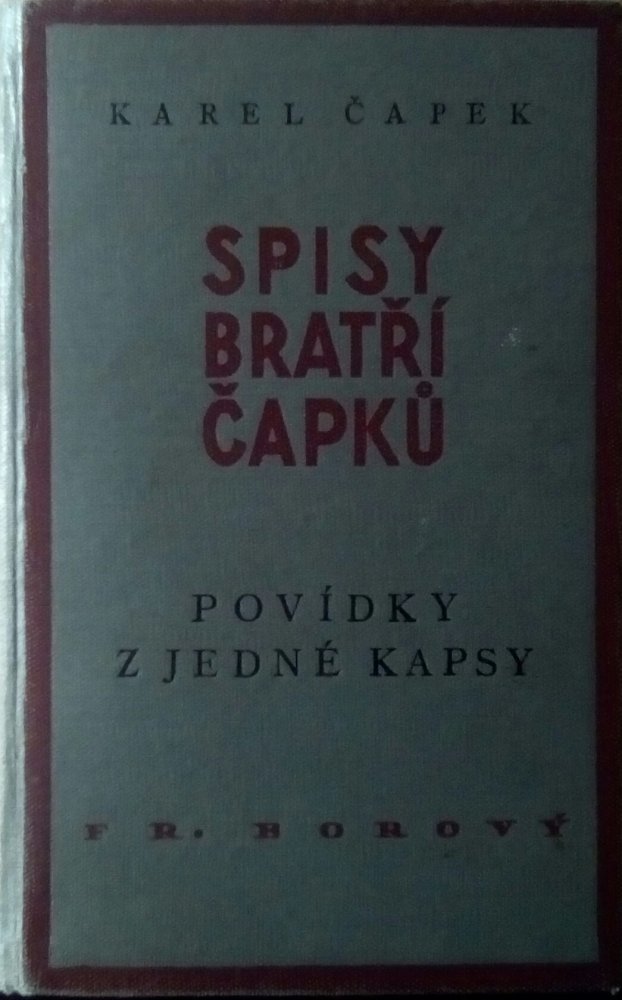 KAREL ČAPEK
SPISY
BRATŘÍ
ČAPKŮ
POVÍDKY
Z JEDNÉ KAPSY
FR. BOROVÝ